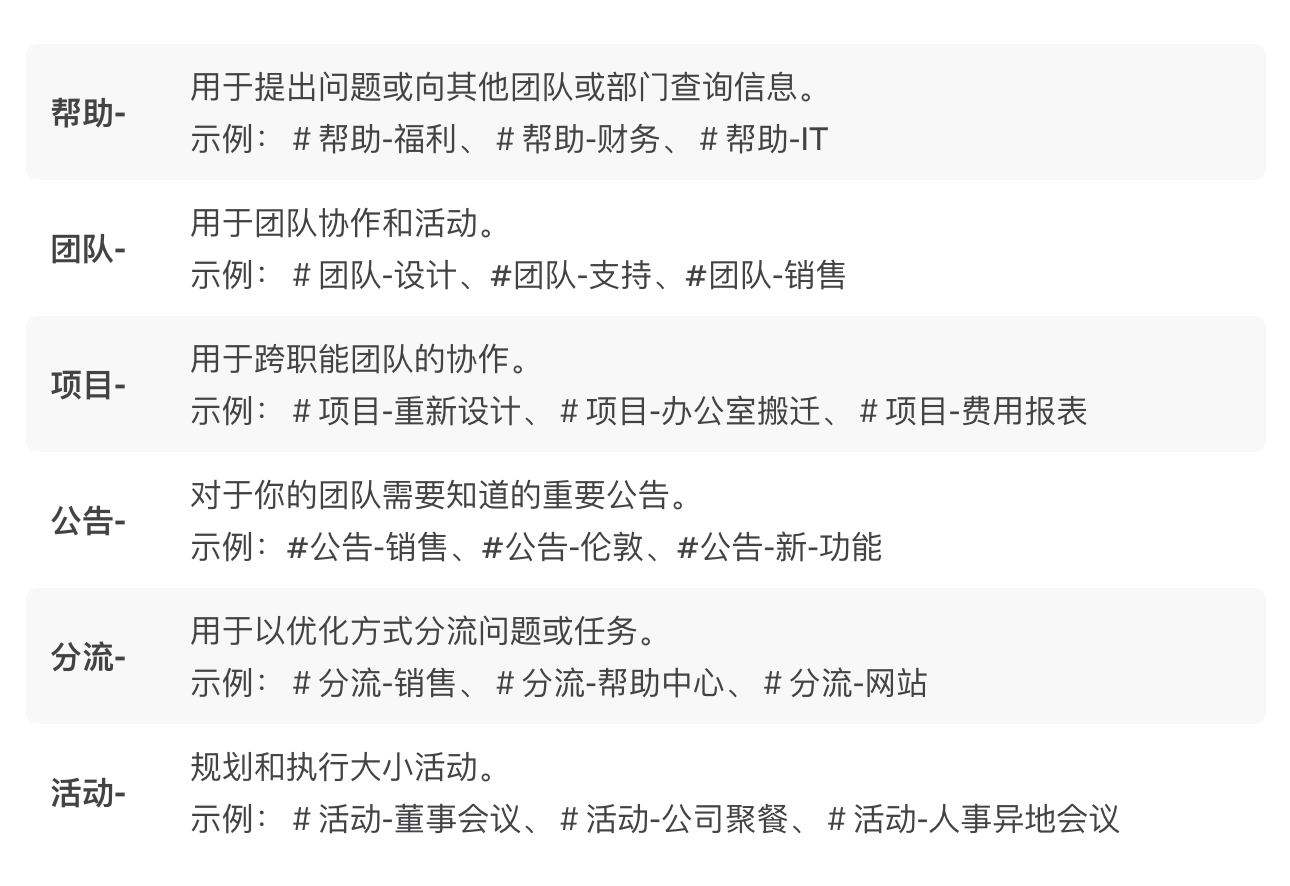 帮助-
用于提出问题或向其他团队或部门查询信息。
示例： # 帮助-福利、 # 帮助-财务、 # 帮助-IT
团队-
用于团队协作和活动。
示例： # 团队-设计、#团队-支持、#团队-销售
项目-
用于跨职能团队的协作。
示例： # 项目-重新设计、 # 项目-办公室搬迁、 # 项目-费用报表
公告-
对于你的团队需要知道的重要公告。
示例：#公告-销售、#公告-伦敦、#公告-新-功能
分流-
用于以优化方式分流问题或任务。
示例： # 分流-销售、 # 分流-帮助中心、 # 分流-网站
活动-
规划和执行大小活动。
示例： # 活动-董事会议、 # 活动-公司聚餐、 # 活动-人事异地会议